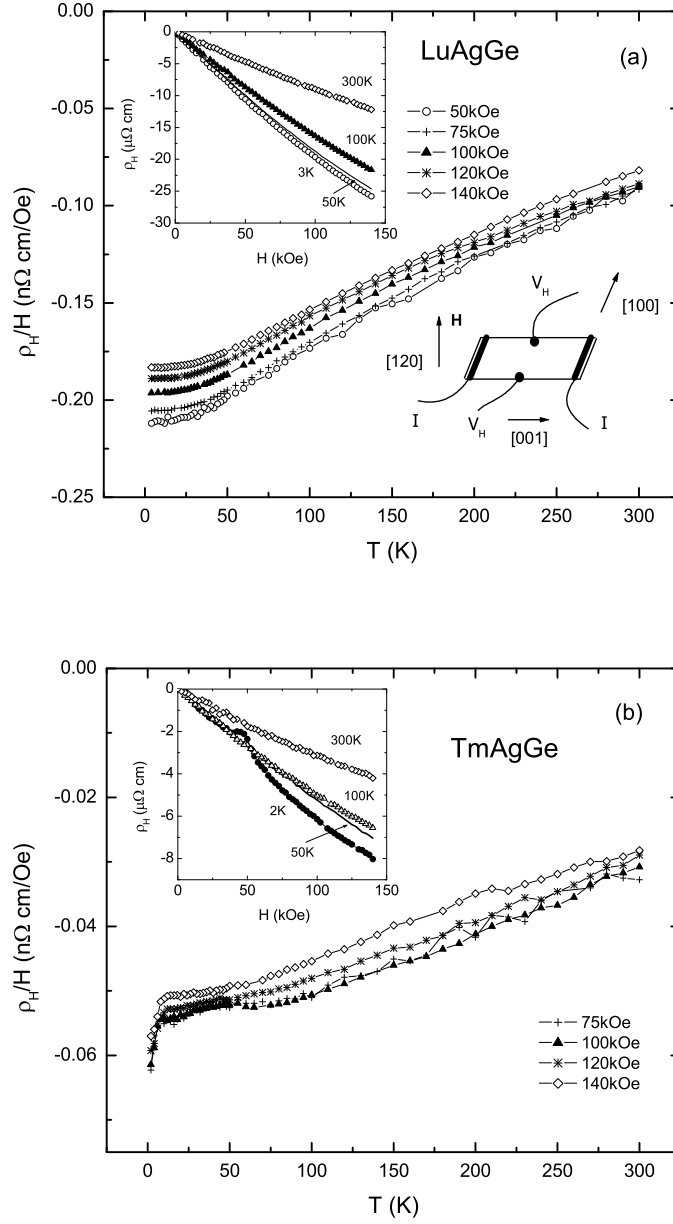 LuAgGe
(a)
0.00
-0.05
-0.10
-0.15
-0.20
-0.25
ρH/H (nΩ cm/Oe)
0
50
100
150
200
250
300
T (K)
50kOe
75kOe
100kOe
120kOe
140kOe
0
-5
-10
-15
-20
-25
-30
ρH (μΩ cm)
0
50
100
150
H (kOe)
300K
100K
3K
50K
VH
[100]
H
[120]
I
VH
[001]
I
TmAgGe
(b)
0.00
-0.02
-0.04
-0.06
ρH/H (nΩ cm/Oe)
0
50
100
150
200
250
300
T (K)
0
-2
-4
-6
-8
ρH (μΩ cm)
0
50
100
150
H (kOe)
300K
100K
2K
50K
75kOe
100kOe
120kOe
140kOe